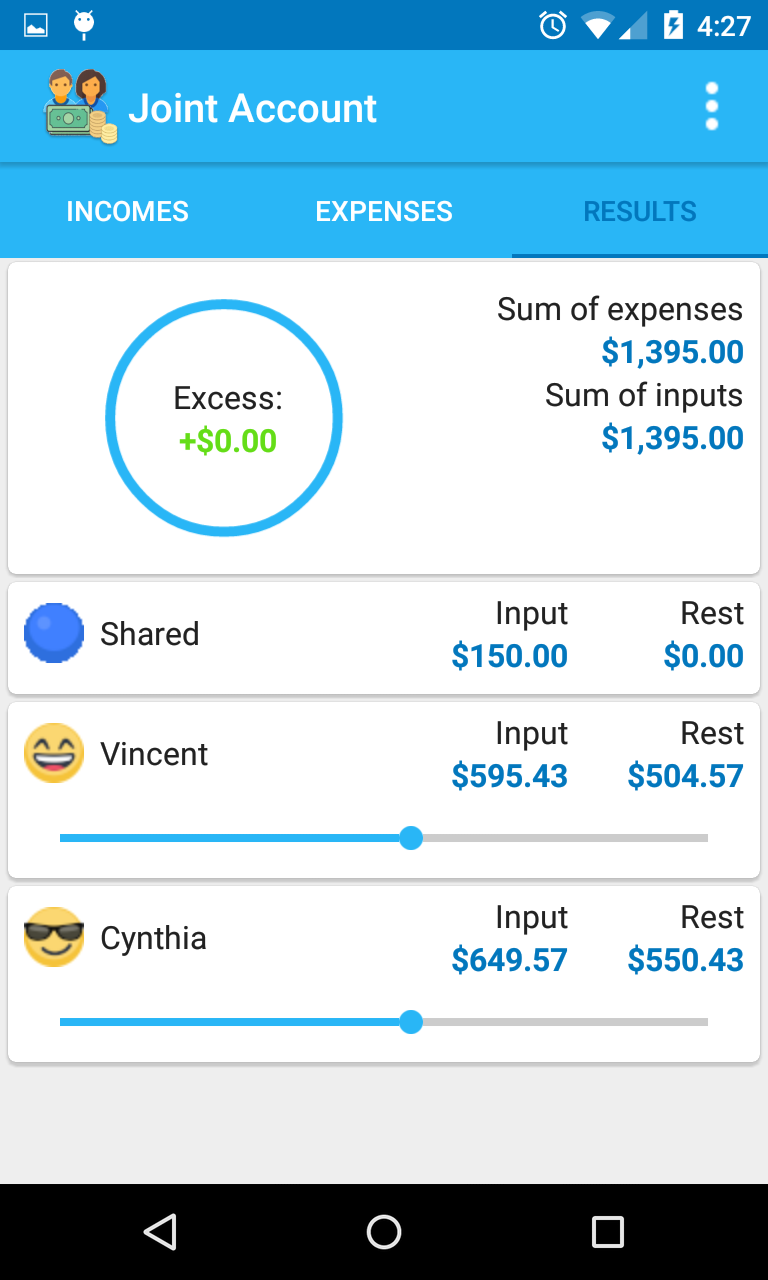 4:27
Joint Account
INCOMES EXPENSES RESULTS
Excess:
+$0.00
Sum of expenses
$1,395.00
Sum of inputs
$1,395.00
Shared
Input Rest
$150.00 $0.00
Vincent
Input Rest
$595.43 $504.57
Cynthia
Input Rest
$649.57 $550.43